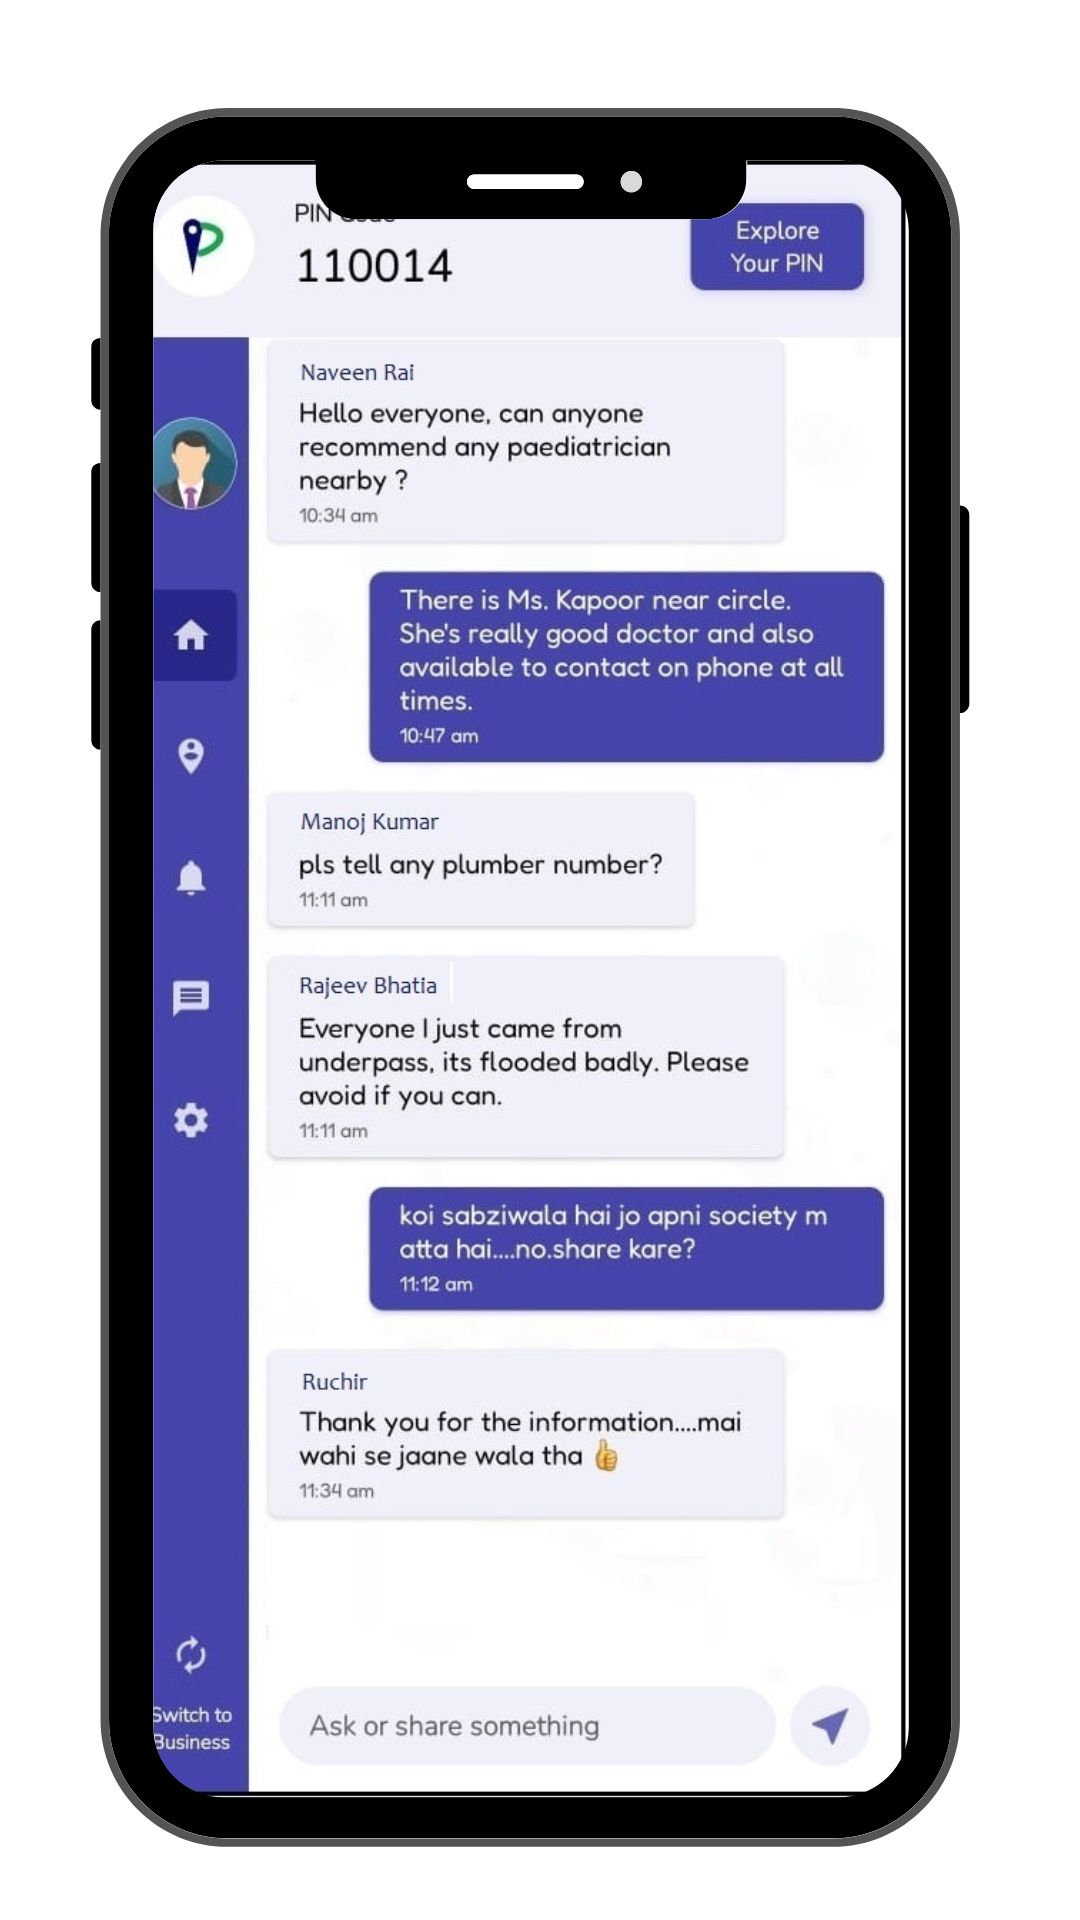 PIN Code
110014
Explore
Your PIN
Naveen Rai
Hello everyone, can anyone
recommend any paediatrician
nearby ?
10:34 am
There is Ms. Kapoor near circle.
She's really good doctor and also
available to contact on phone at all
times.
10:47 am
Manoj Kumar
pls tell any plumber number?
11:11 am
Rajeev Bhatia
Everyone I just came from
underpass, its flooded badly. Please
avoid if you can.
11:11 am
koi sabziwala hai jo apni society m
atta hai....no.share kare?
11:12 am
Ruchir
Thank you for the information....mai
wahi se jaane wala tha 👍
11:34 am
Switch to
Business
Ask or share something